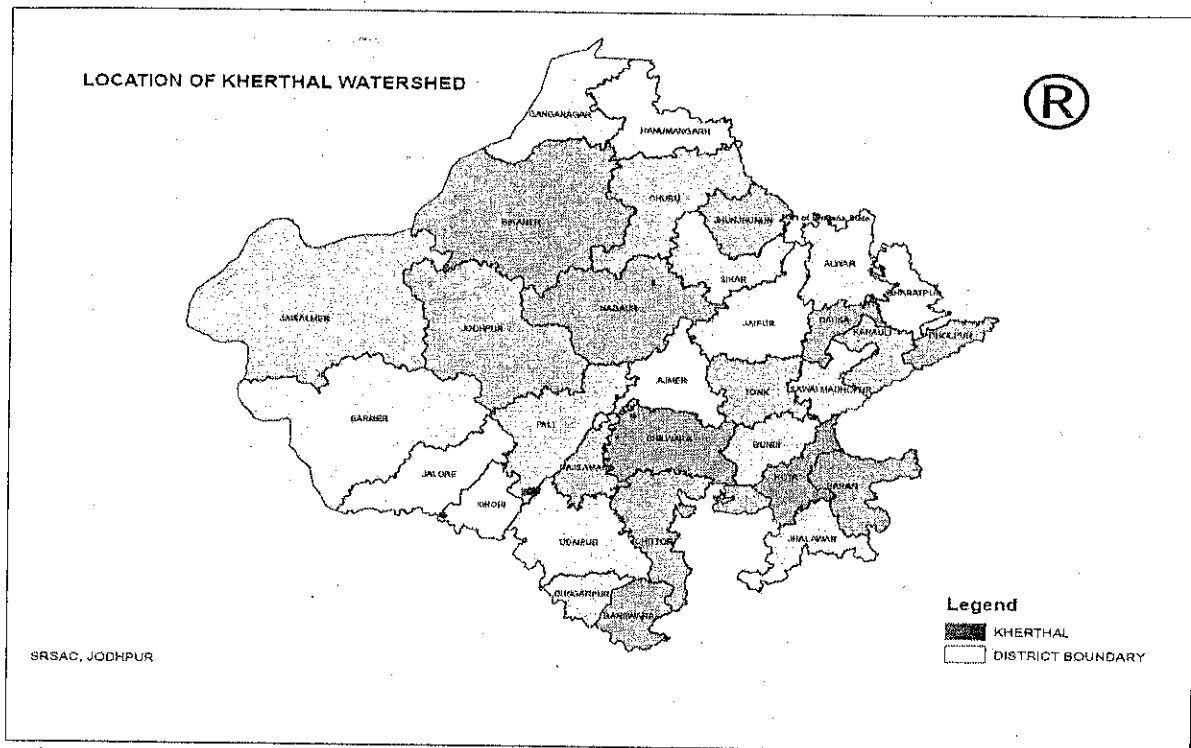 LOCATION OF KHERTHAL WATERSHED
®
GANGANAGAR
HANUMANGARH
CHURU
BIKANER
JHUNJHUNUN
ALWAR
SIKAR
BHARATPUR
JAISALMER
JODHPUR
NAGAUR
JAIPUR
DAUSA
KARAULI
DHOLPUR
AJMER
TONK
SAWAI MADHOPUR
BARMER
PALI
BHILWARA
BUNDI
RAJSAMAND
JALORE
KOTA
BARAN
SIROHI
UDAIPUR
CHITTOR
JHALAWAR
DUNGARPUR
BANSWARA
Legend
KHERTHAL
DISTRICT BOUNDARY
SRSAC, JODHPUR